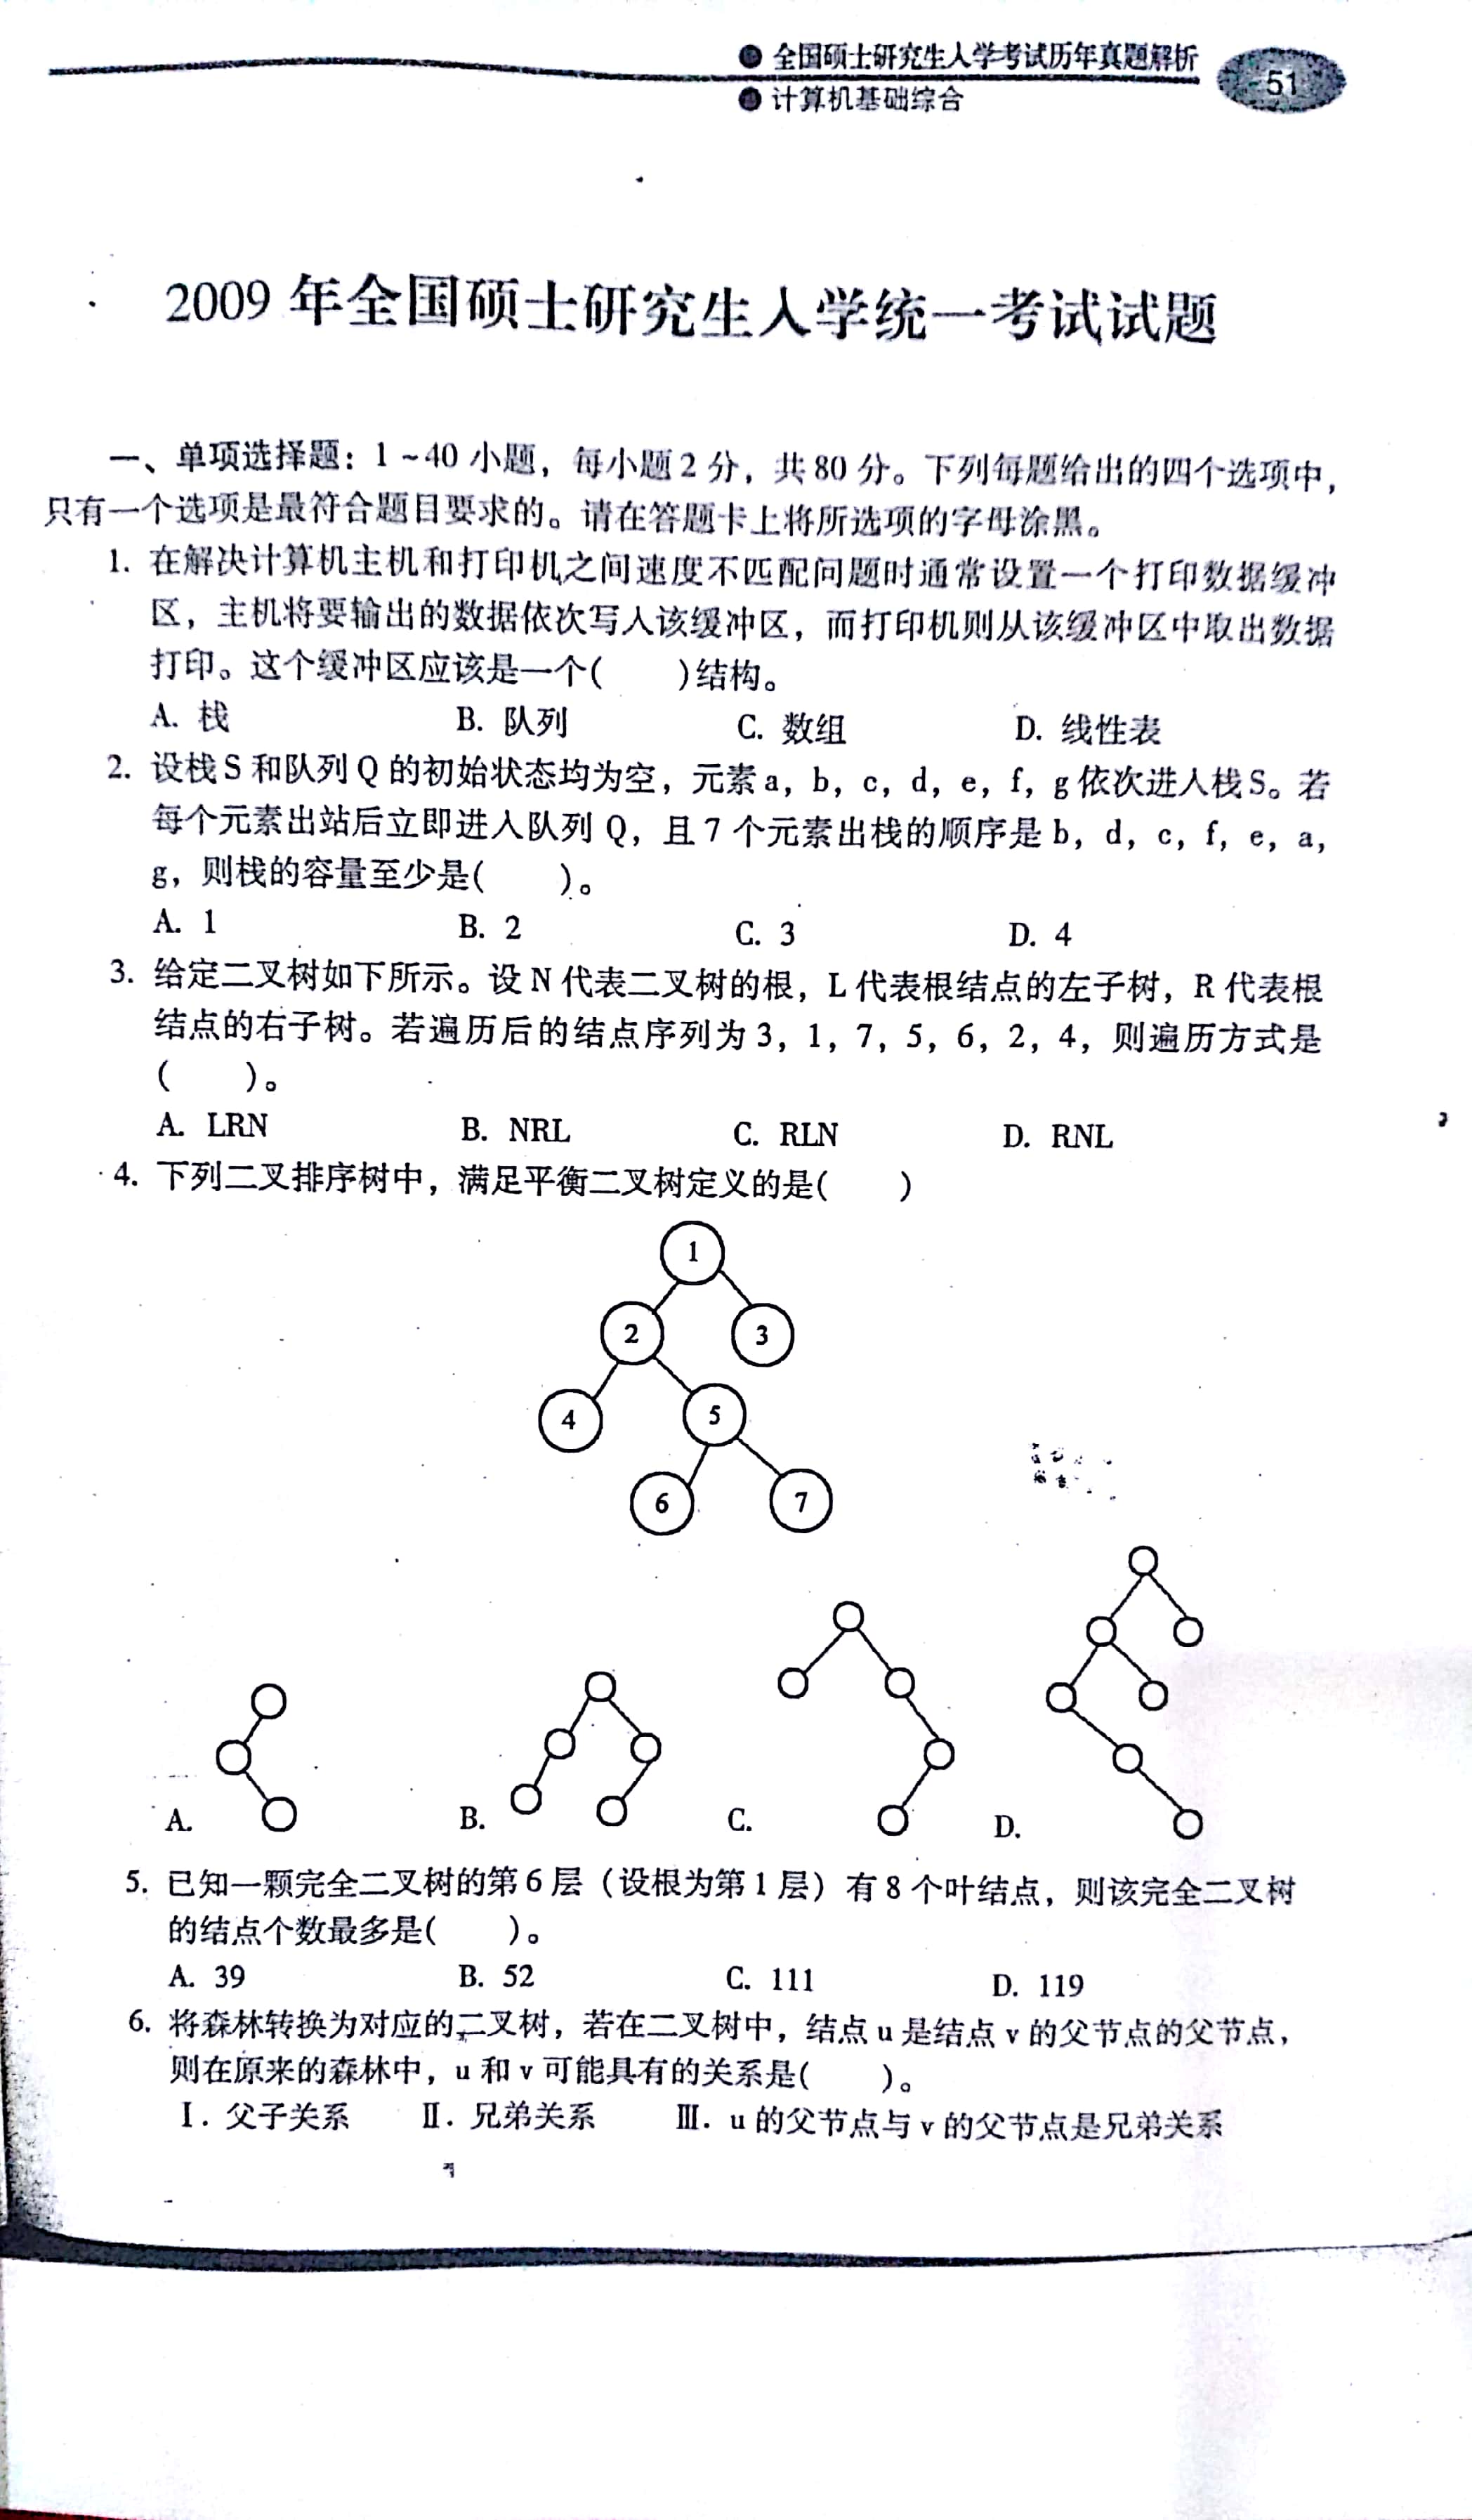 全国硕士研究生入学考试历年真题解析
51
计算机基础综合
2009 年全国硕士研究生入学统一考试试题
一、单项选择题：1～40 小题，每小题 2 分，共 80 分。下列每题给出的四个选项中，
只有一个选项是最符合题目要求的。请在答题卡上将所选项的字母涂黑。
1. 在解决计算机主机和打印机之间速度不匹配问题时通常设置一个打印数据缓冲
区，主机将要输出的数据依次写入该缓冲区，而打印机则从该缓冲区中取出数据
打印。这个缓冲区应该是一个(　　)结构。
A. 栈　　B. 队列　　C. 数组　　D. 线性表
2. 设栈 S 和队列 Q 的初始状态均为空，元素 a，b，c，d，e，f，g 依次进入栈 S。若
每个元素出站后立即进入队列 Q，且 7 个元素出栈的顺序是 b，d，c，f，e，a，
g，则栈的容量至少是(　　)。
A. 1　　B. 2　　C. 3　　D. 4
3. 给定二叉树如下所示。设 N 代表二叉树的根，L 代表根结点的左子树，R 代表根
结点的右子树。若遍历后的结点序列为 3，1，7，5，6，2，4，则遍历方式是
(　　)。
A. LRN　　B. NRL　　C. RLN　　D. RNL
4. 下列二叉排序树中，满足平衡二叉树定义的是(　　)
1
2　　3
4　　5
6　　7
A.　　B.　　C.　　D.
5. 已知一颗完全二叉树的第 6 层（设根为第 1 层）有 8 个叶结点，则该完全二叉树
的结点个数最多是(　　)。
A. 39　　B. 52　　C. 111　　D. 119
6. 将森林转换为对应的二叉树，若在二叉树中，结点 u 是结点 v 的父节点的父节点，
则在原来的森林中，u 和 v 可能具有的关系是(　　)。
Ⅰ. 父子关系　　Ⅱ. 兄弟关系　　Ⅲ. u 的父节点与 v 的父节点是兄弟关系